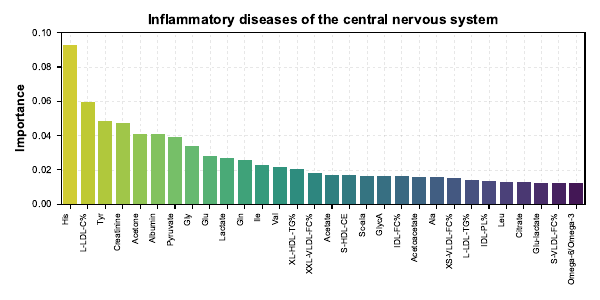 Inflammatory diseases of the central nervous system
Importance
0.10
0.08
0.06
0.04
0.02
0.00
His
L-LDL-C%
Tyr
Creatinine
Acetone
Albumin
Pyruvate
Gly
Glu
Lactate
Gln
Ile
Val
XL-HDL-TG%
XXL-VLDL-FC%
Acetate
S-HDL-CE
GlycA
IDL-FC%
Acetoacetate
Ala
XS-VLDL-FC%
L-LDL-TG%
IDL-PL%
Leu
Citrate
Glu-lactate
S-VLDL-FC%
Omega-6/Omega-3